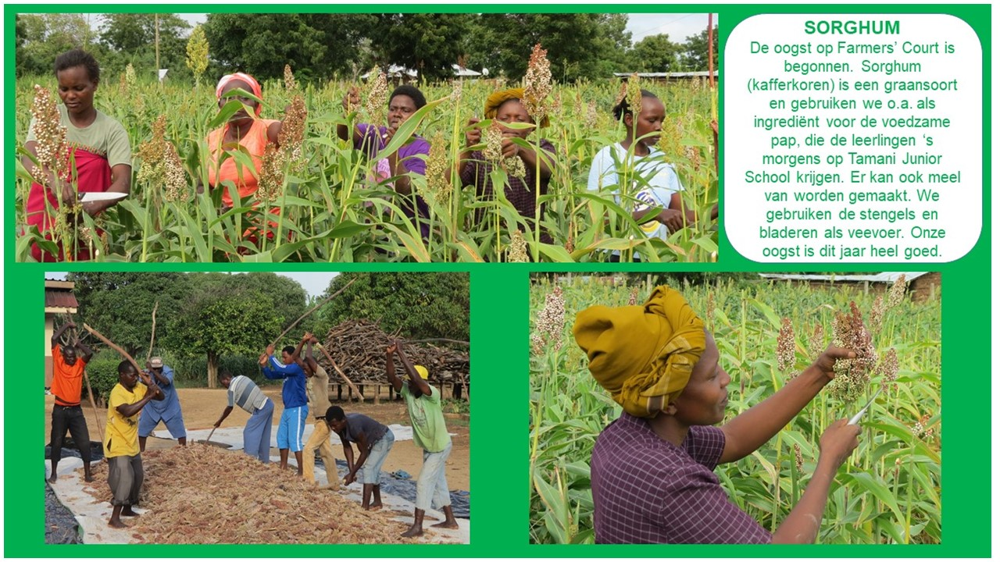 SORGHUM
De oogst op Farmers’ Court is
begonnen. Sorghum
(kafferkoren) is een graansoort
en gebruiken we o.a. als
ingrediënt voor de voedzame
pap, die de leerlingen ‘s
morgens op Tamani Junior
School krijgen. Er kan ook meel
van worden gemaakt. We
gebruiken de stengels en
bladeren als veevoer. Onze
oogst is dit jaar heel goed.